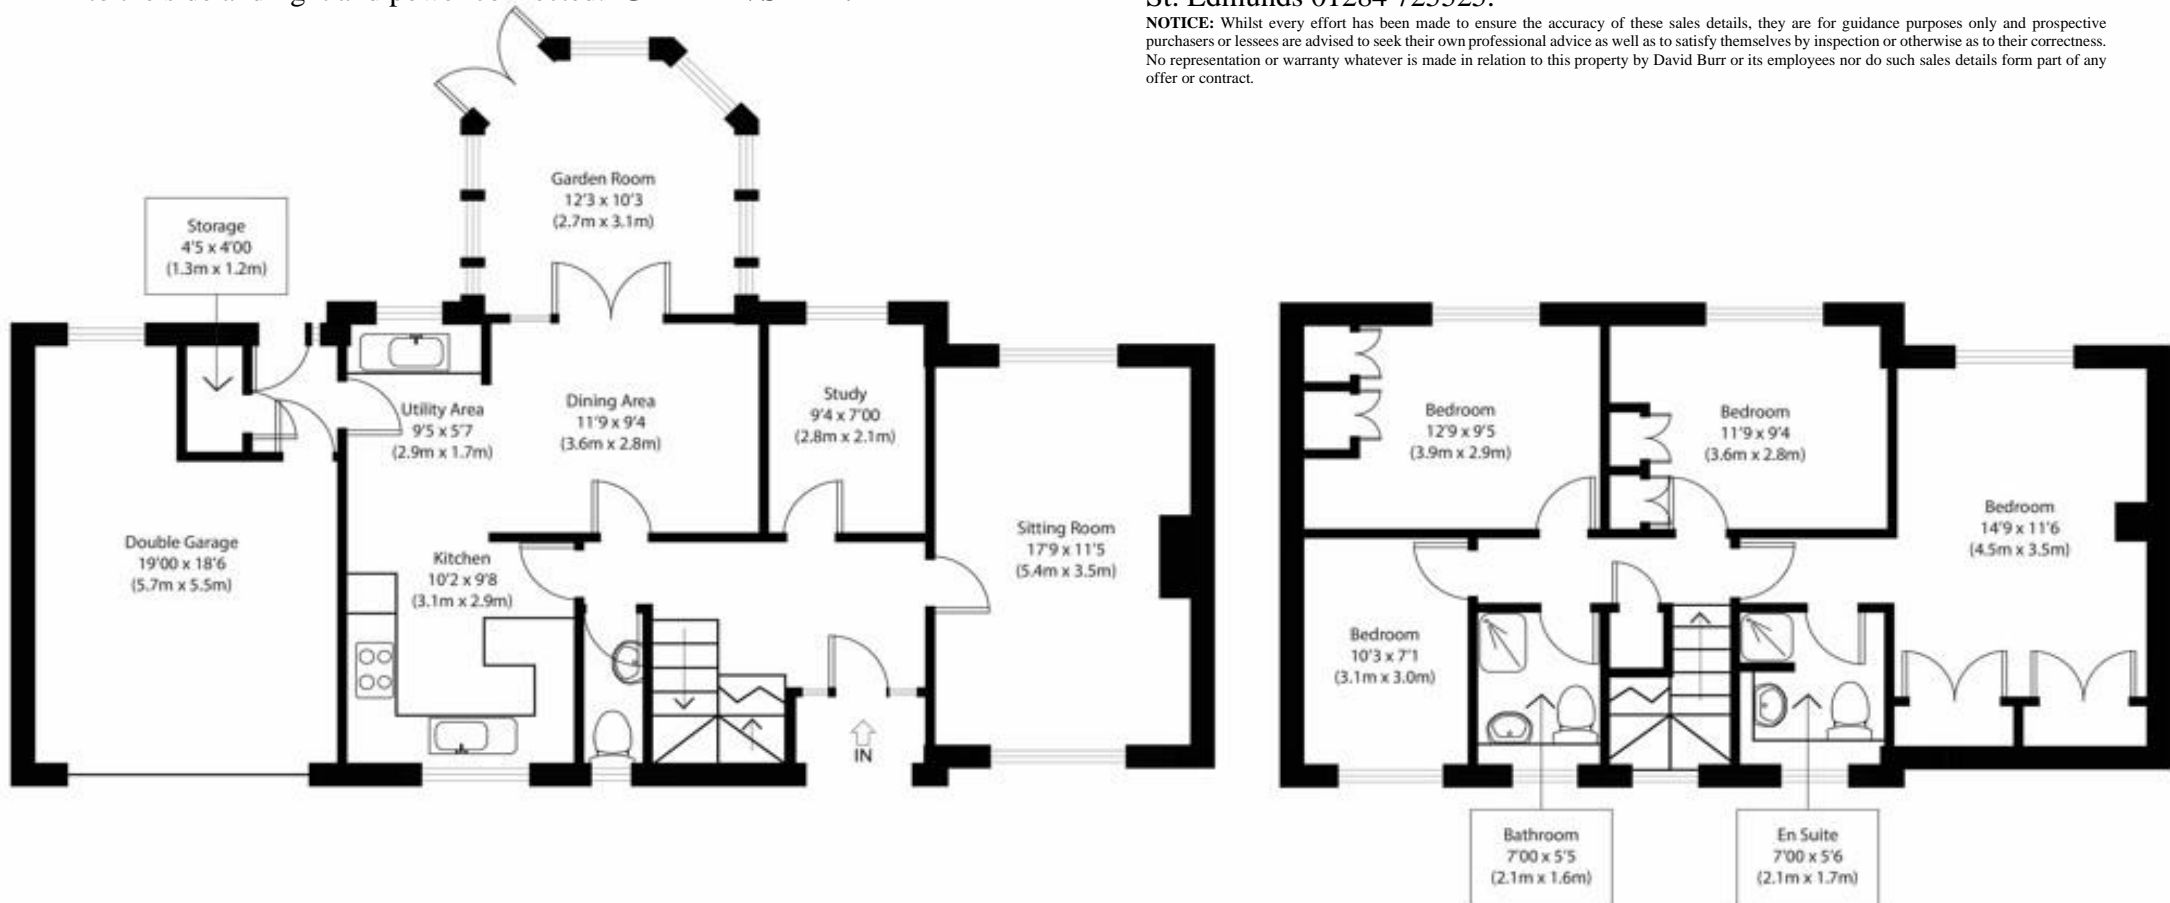 to the side and light and power connected.
St. Edmunds 01284 725525.
NOTICE: Whilst every effort has been made to ensure the accuracy of these sales details, they are for guidance purposes only and prospective
purchasers or lessees are advised to seek their own professional advice as well as to satisfy themselves by inspection or otherwise as to their correctness.
No representation or warranty whatever is made in relation to this property by David Burr or its employees nor do such sales details form part of any
offer or contract.
Garden Room
12'3 x 10'3
(2.7m x 3.1m)
Storage
4'5 x 4'00
(1.3m x 1.2m)
Utility Area
9'5 x 5'7
(2.9m x 1.7m)
Dining Area
11'9 x 9'4
(3.6m x 2.8m)
Study
9'4 x 7'00
(2.8m x 2.1m)
Double Garage
19'00 x 18'6
(5.7m x 5.5m)
Kitchen
10'2 x 9'8
(3.1m x 2.9m)
Sitting Room
17'9 x 11'5
(5.4m x 3.5m)
IN
Bedroom
12'9 x 9'5
(3.9m x 2.9m)
Bedroom
11'9 x 9'4
(3.6m x 2.8m)
Bedroom
14'9 x 11'6
(4.5m x 3.5m)
Bedroom
10'3 x 7'1
(3.1m x 3.0m)
Bathroom
7'00 x 5'5
(2.1m x 1.6m)
En Suite
7'00 x 5'6
(2.1m x 1.7m)